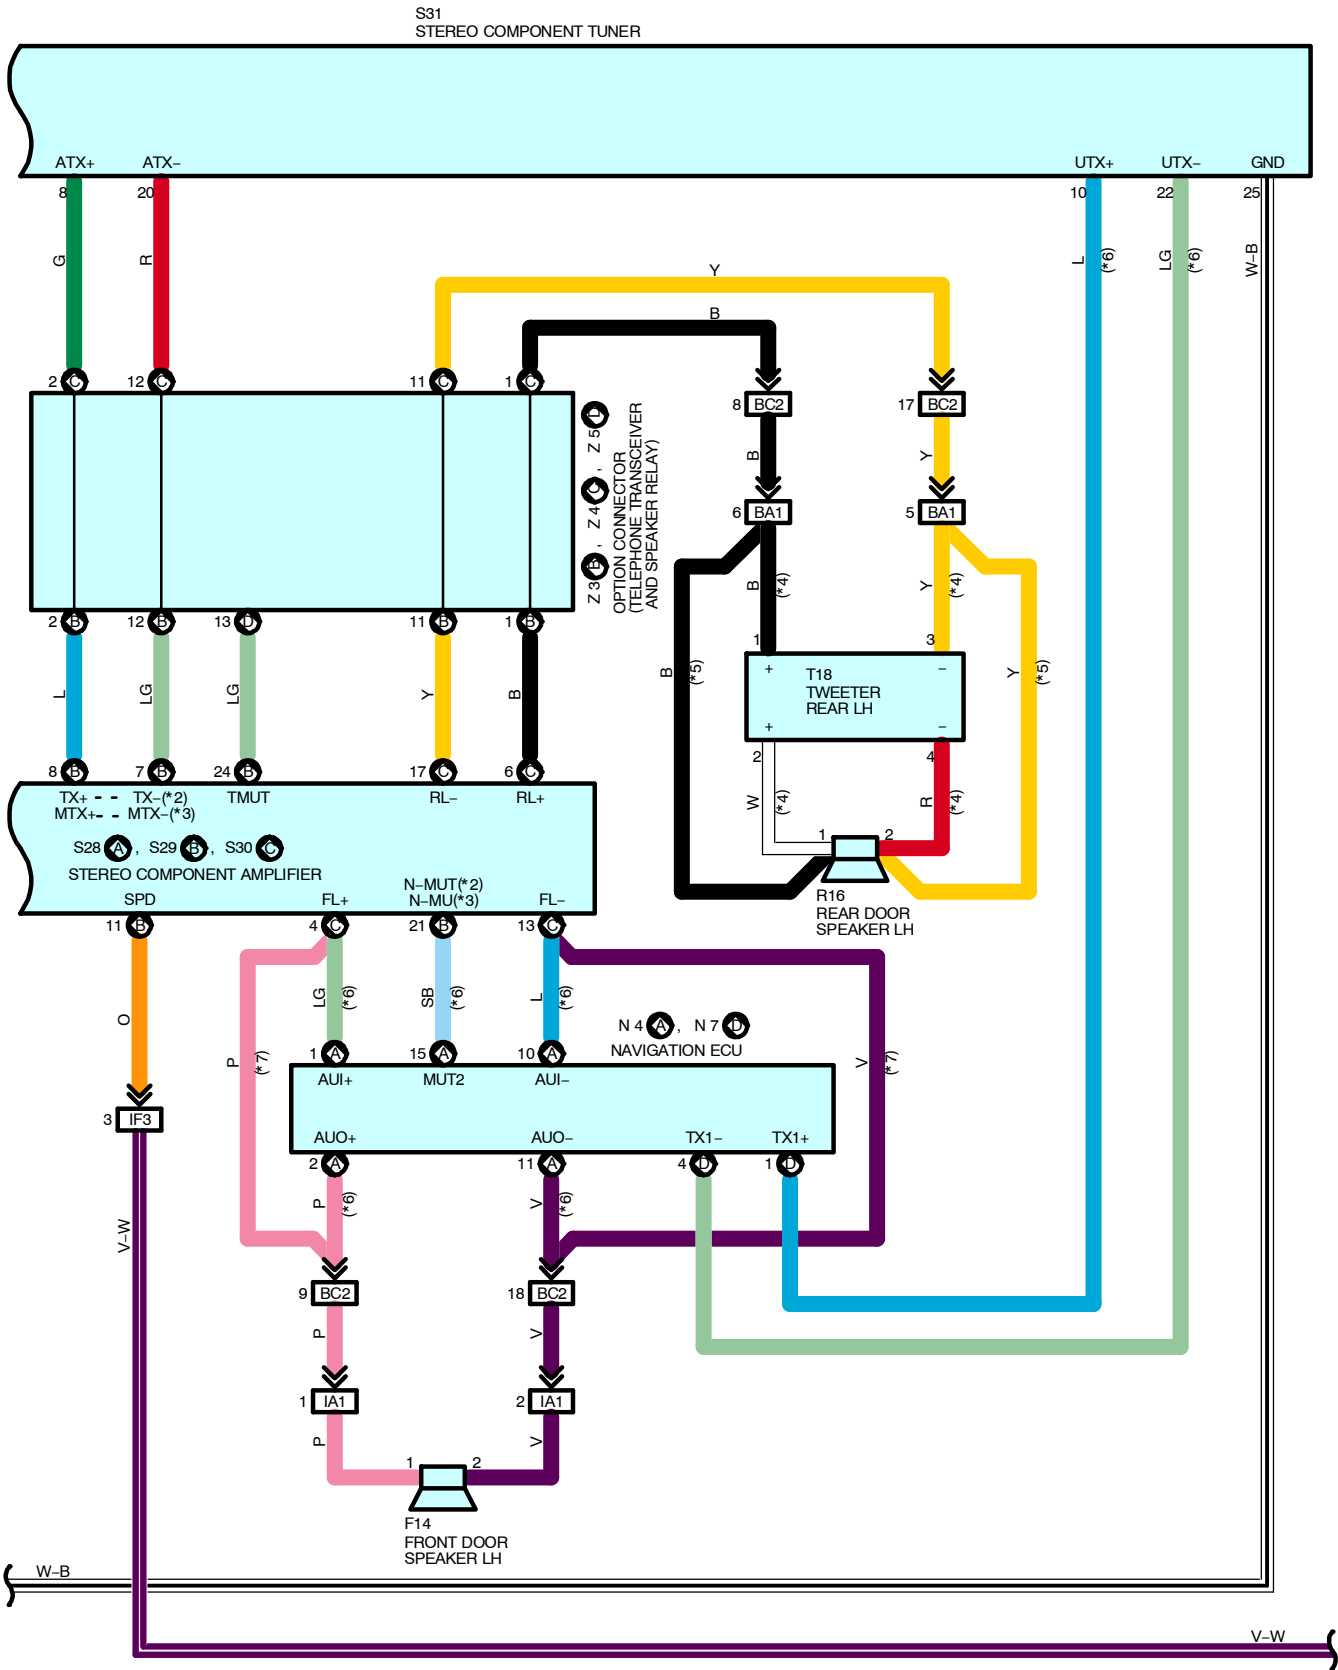 S31
STEREO COMPONENT TUNER
ATX+ ATX– UTX+ UTX– GND
8 20 10 22 25
G R L (*6) LG (*6) W–B
Y
B
2 C 12 C 11 C 1 C
8 BC2 17 BC2
B Y
Z 3 B , Z 4 C , Z 5 D
OPTION CONNECTOR
(TELEPHONE TRANSCEIVER
AND SPEAKER RELAY)
6 BA1 5 BA1
B (*4) Y (*4)
2 B 12 B 13 D 11 B 1 B
1 3
L LG LG Y B B (*5) Y (*5)
+ –
T18
TWEETER
REAR LH
+ –
2 4
8 B 7 B 24 B 17 C 6 C
W (*4) R (*4)
TX+ - - TX–(*2) TMUT RL– RL+
MTX+- - MTX–(*3)
1 2
S28 A , S29 B , S30 C
STEREO COMPONENT AMPLIFIER
R16
REAR DOOR
SPEAKER LH
SPD FL+ N–MUT(*2) FL–
N–MU(*3)
11 B 4 C 21 B 13 C
O LG (*6) SB (*6) L (*6)
N 4 A , N 7 D
NAVIGATION ECU
P (*7) V (*7)
1 A 15 A 10 A
AUI+ MUT2 AUI–
3 IF3
AUO+ AUO– TX1– TX1+
2 A 11 A 4 D 1 D
P (*6) V (*6)
V–W
9 BC2 18 BC2
P V
1 IA1 2 IA1
P V
1 2
F14
FRONT DOOR
SPEAKER LH
W–B
V–W